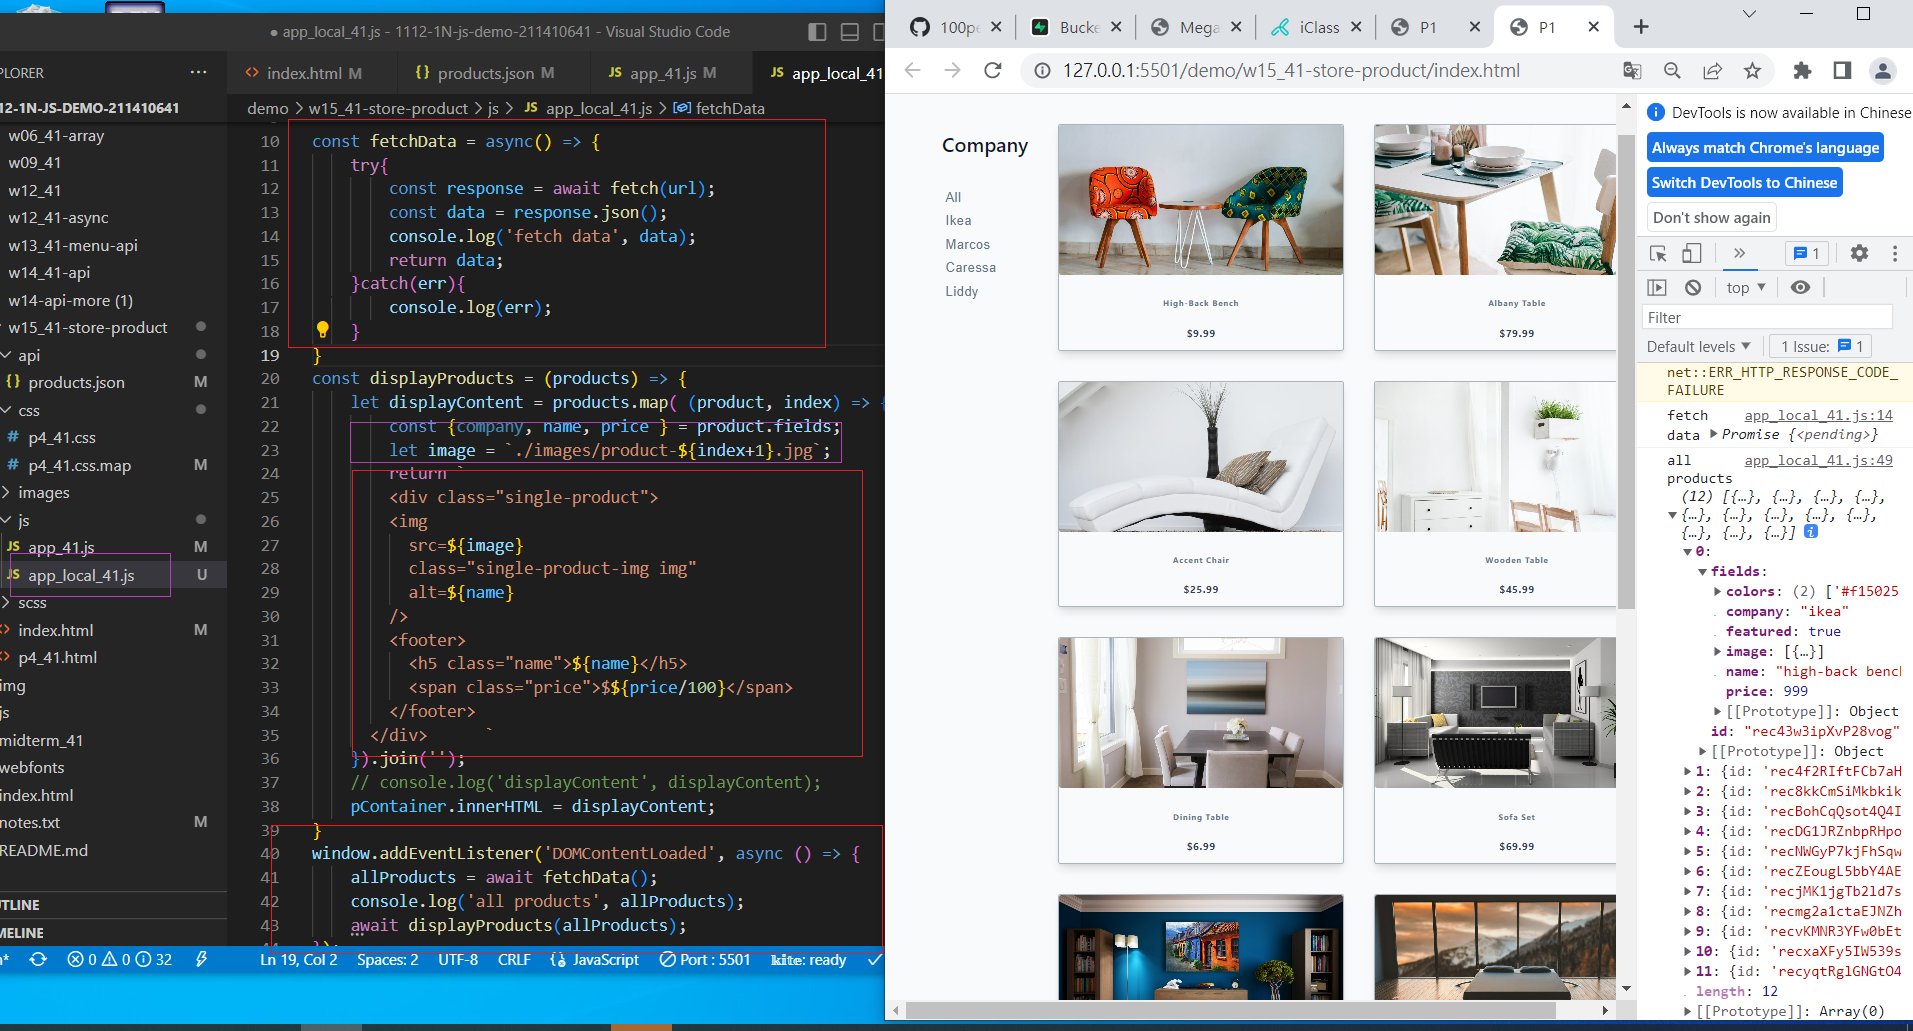 app_local_41.js - 1112-1N-js-demo-211410641 - Visual Studio Code
PLORER
index.html M
{} products.json M
JS app_41.js M
JS app_local_41
12-1N-JS-DEMO-211410641
w06_41-array
w09_41
w12_41
w12_41-async
w13_41-menu-api
w14_41-api
w14-api-more (1)
w15_41-store-product
api
{} products.json M
css
# p4_41.css
# p4_41.css.map M
images
js
JS app_41.js M
JS app_local_41.js U
scss
index.html M
p4_41.html
img
js
midterm_41
webfonts
index.html
notes.txt M
README.md
UTLINE
MELINE
demo > w15_41-store-product > js > JS app_local_41.js > fetchData
10 const fetchData = async() => {
11 try{
12 const response = await fetch(url);
13 const data = response.json();
14 console.log('fetch data', data);
15 return data;
16 }catch(err){
17 console.log(err);
18 }
19 }
20 const displayProducts = (products) => {
21 let displayContent = products.map( (product, index) => {
22 const {company, name, price } = product.fields;
23 let image = `./images/product-${index+1}.jpg`;
24 return `
25 <div class="single-product">
26 <img
27 src=${image}
28 class="single-product-img img"
29 alt=${name}
30 />
31 <footer>
32 <h5 class="name">${name}</h5>
33 <span class="price">$${price/100}</span>
34 </footer>
35 </div> `
36 }).join('');
37 // console.log('displayContent', displayContent);
38 pContainer.innerHTML = displayContent;
39 }
40 window.addEventListener('DOMContentLoaded', async () => {
41 allProducts = await fetchData();
42 console.log('all products', allProducts);
43 await displayProducts(allProducts);
n* 0 0 32
Ln 19, Col 2 Spaces: 2 UTF-8 CRLF JavaScript Port : 5501 kite: ready
100pe
Bucke
Mega
iClass
P1
P1
127.0.0.1:5501/demo/w15_41-store-product/index.html
Company
All
Ikea
Marcos
Caressa
Liddy
High-Back Bench
$9.99
Albany Table
$79.99
Accent Chair
$25.99
Wooden Table
$45.99
Dining Table
$6.99
Sofa Set
$69.99
DevTools is now available in Chinese
Always match Chrome's language
Switch DevTools to Chinese
Don't show again
1
top
Filter
Default levels 1 Issue: 1
net::ERR_HTTP_RESPONSE_CODE_
FAILURE
fetch app_local_41.js:14
data Promise {<pending>}
all app_local_41.js:49
products
(12) [{…}, {…}, {…}, {…},
{…}, {…}, {…}, {…}, {…},
{…}, {…}, {…}]
0:
fields:
colors: (2) ['#f15025
company: "ikea"
featured: true
image: [{…}]
name: "high-back benc
price: 999
[[Prototype]]: Object
id: "rec43w3ipXvP28vog"
[[Prototype]]: Object
1: {id: 'rec4f2RIftFCb7aH
2: {id: 'rec8kkCmSiMkbkik
3: {id: 'recBohCqQsot4Q4I
4: {id: 'recDG1JRZnbpRHpo
5: {id: 'recNWGyP7kjFhSqw
6: {id: 'recZEougL5bbY4AE
7: {id: 'recjMK1jgTb2ld7s
8: {id: 'recmg2a1ctaEJNZh
9: {id: 'recvKMNR3YFw0bEt
10: {id: 'recxaXFy5IW539s
11: {id: 'recyqtRglGNGtO4
length: 12
[[Prototype]]: Array(0)